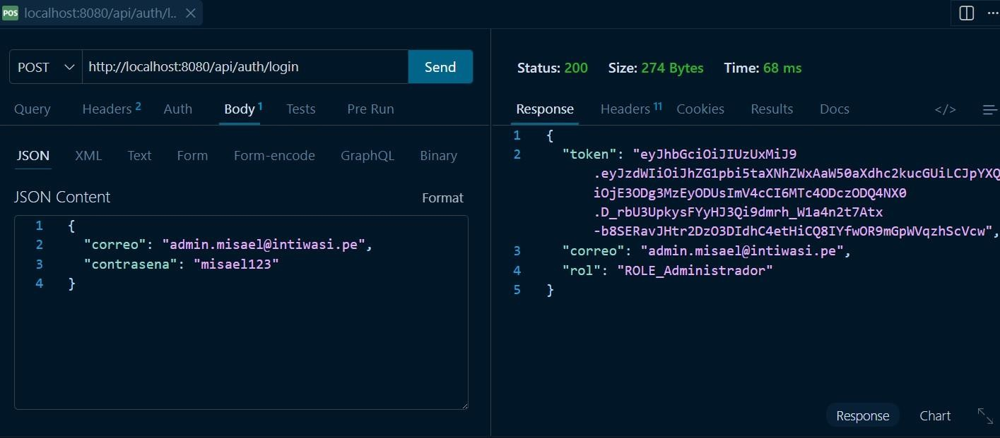 POS localhost:8080/api/auth/l..
POST http://localhost:8080/api/auth/login Send
Query Headers 2 Auth Body 1 Tests Pre Run
JSON XML Text Form Form-encode GraphQL Binary
JSON Content Format
1 {
2 "correo": "admin.misael@intiwasi.pe",
3 "contrasena": "misael123"
4 }
Status: 200 Size: 274 Bytes Time: 68 ms
Response Headers 11 Cookies Results Docs </>
1 {
2 "token": "eyJhbGciOiJIUzUxMiJ9
.eyJzdWIiOiJhZG1pbi5taXNhZWxAaW50aXdhc2kucGUiLCJpYXQ
iOjE3ODg3MzEyODUsImV4cCI6MTc4ODczODQ4NX0
.D_rbU3UpkysFYyHJ3Qi9dmrh_W1a4n2t7Atx
-b8SERavJHtr2DzO3DIdhC4etHiCQ8IYfwOR9mGpWVqzhScVcw",
3 "correo": "admin.misael@intiwasi.pe",
4 "rol": "ROLE_Administrador"
5 }
Response Chart